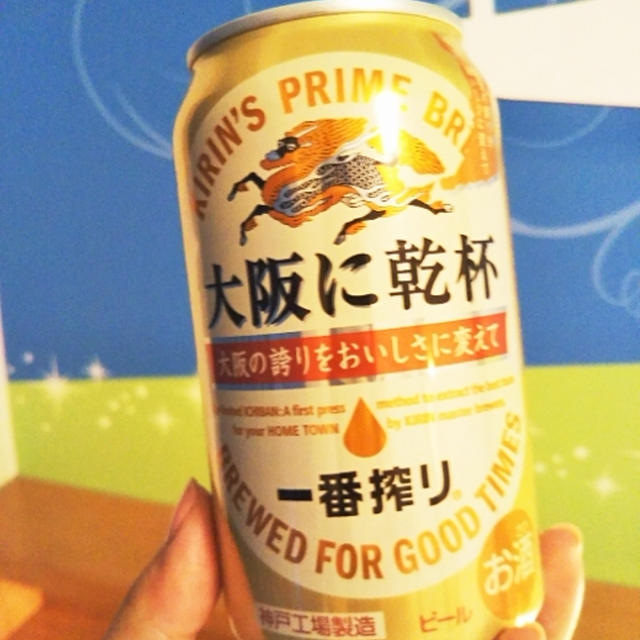 KIRIN'S PRIME BR
大阪に乾杯
大阪の誇りをおいしさに変えて
ICHIBAN: A first press
for your HOME TOWN
method to extract the best
by KIRIN master brewers
一番搾り
BREWED FOR GOOD TIMES
お酒
神戸工場製造
ビール